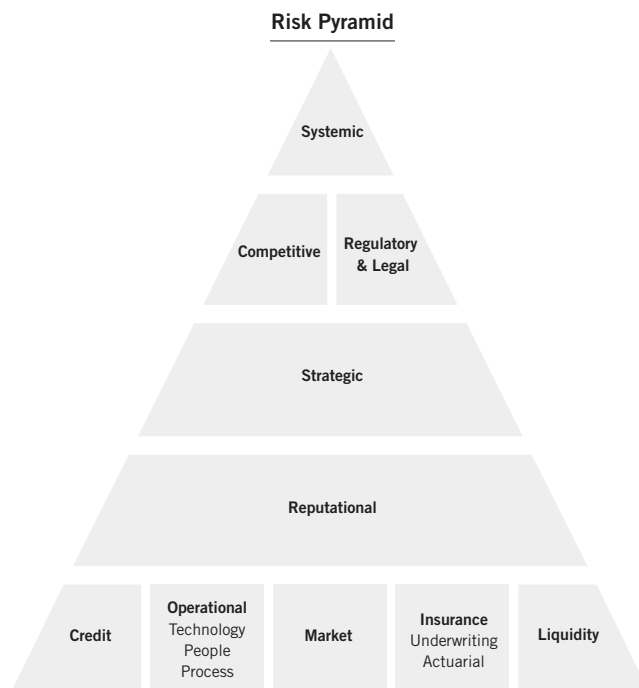 Risk Pyramid
Systemic
Competitive
Regulatory
& Legal
Strategic
Reputational
Credit
Operational
Technology
People
Process
Market
Insurance
Underwriting
Actuarial
Liquidity